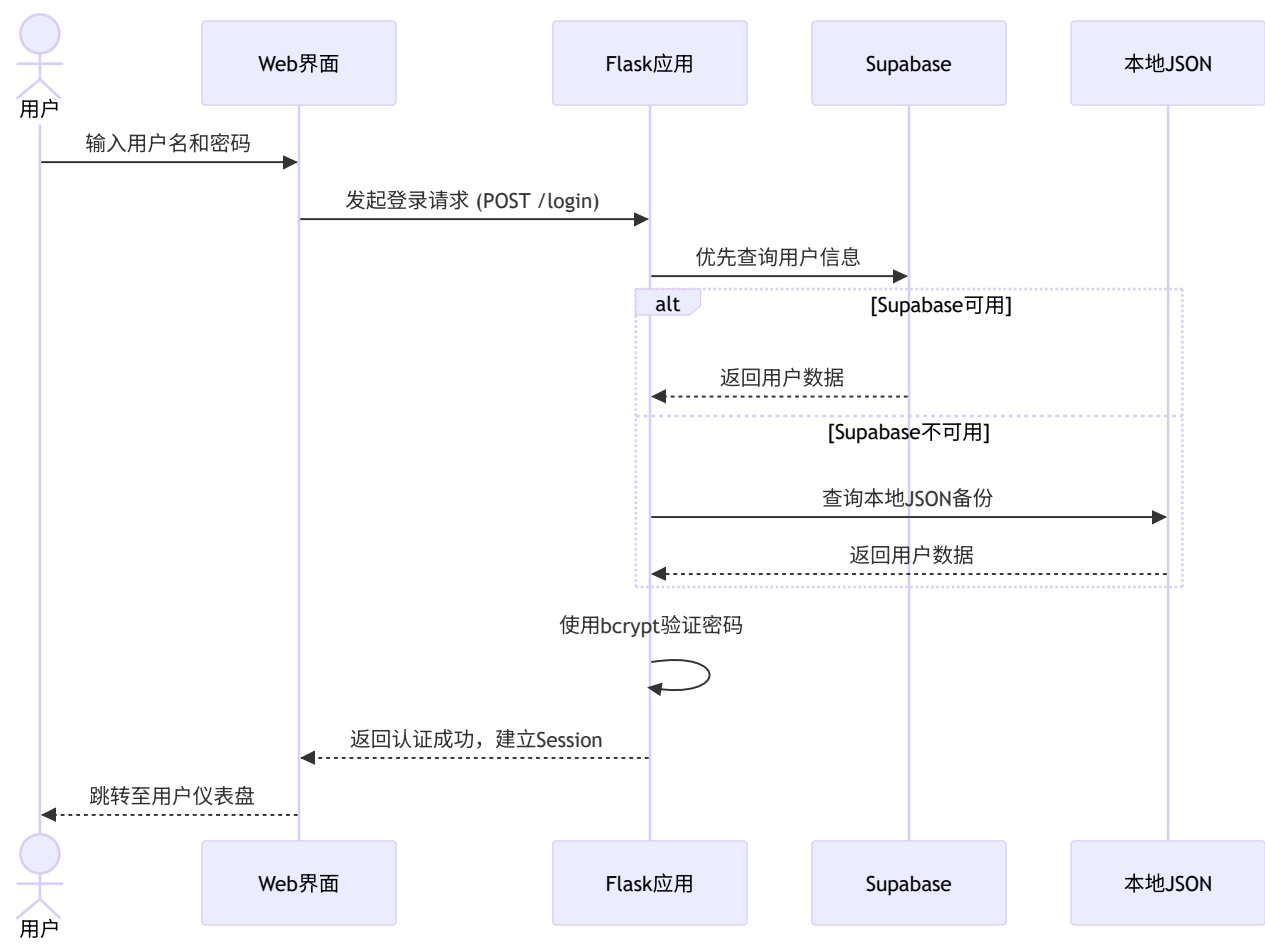 用户
Web界面
Flask应用
Supabase
本地JSON
输入用户名和密码
发起登录请求 (POST /login)
优先查询用户信息
alt
[Supabase可用]
返回用户数据
[Supabase不可用]
查询本地JSON备份
返回用户数据
使用bcrypt验证密码
返回认证成功，建立Session
跳转至用户仪表盘
用户
Web界面
Flask应用
Supabase
本地JSON